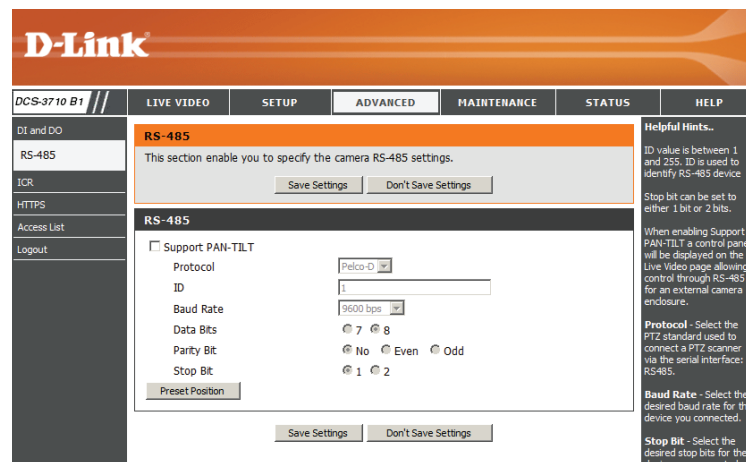 D-Link
DCS-3710 B1
LIVE VIDEO
SETUP
ADVANCED
MAINTENANCE
STATUS
HELP
DI and DO
RS-485
ICR
HTTPS
Access List
Logout
RS-485
This section enable you to specify the camera RS-485 settings.
Save Settings
Don't Save Settings
RS-485
Support PAN-TILT
Protocol
Pelco-D
ID
1
Baud Rate
9600 bps
Data Bits
7 8
Parity Bit
No Even Odd
Stop Bit
1 2
Preset Position
Save Settings
Don't Save Settings
Helpful Hints..
ID value is between 1
and 255. ID is used to
identify RS-485 device
Stop bit can be set to
either 1 bit or 2 bits.
When enabling Support
PAN-TILT a control pane
will be displayed on the
Live Video page allowing
control through RS-485
for an external camera
enclosure.
Protocol - Select the
PTZ standard used to
connect a PTZ scanner
via the serial interface:
RS485.
Baud Rate - Select the
desired baud rate for th
device you connected.
Stop Bit - Select the
desired stop bits for the